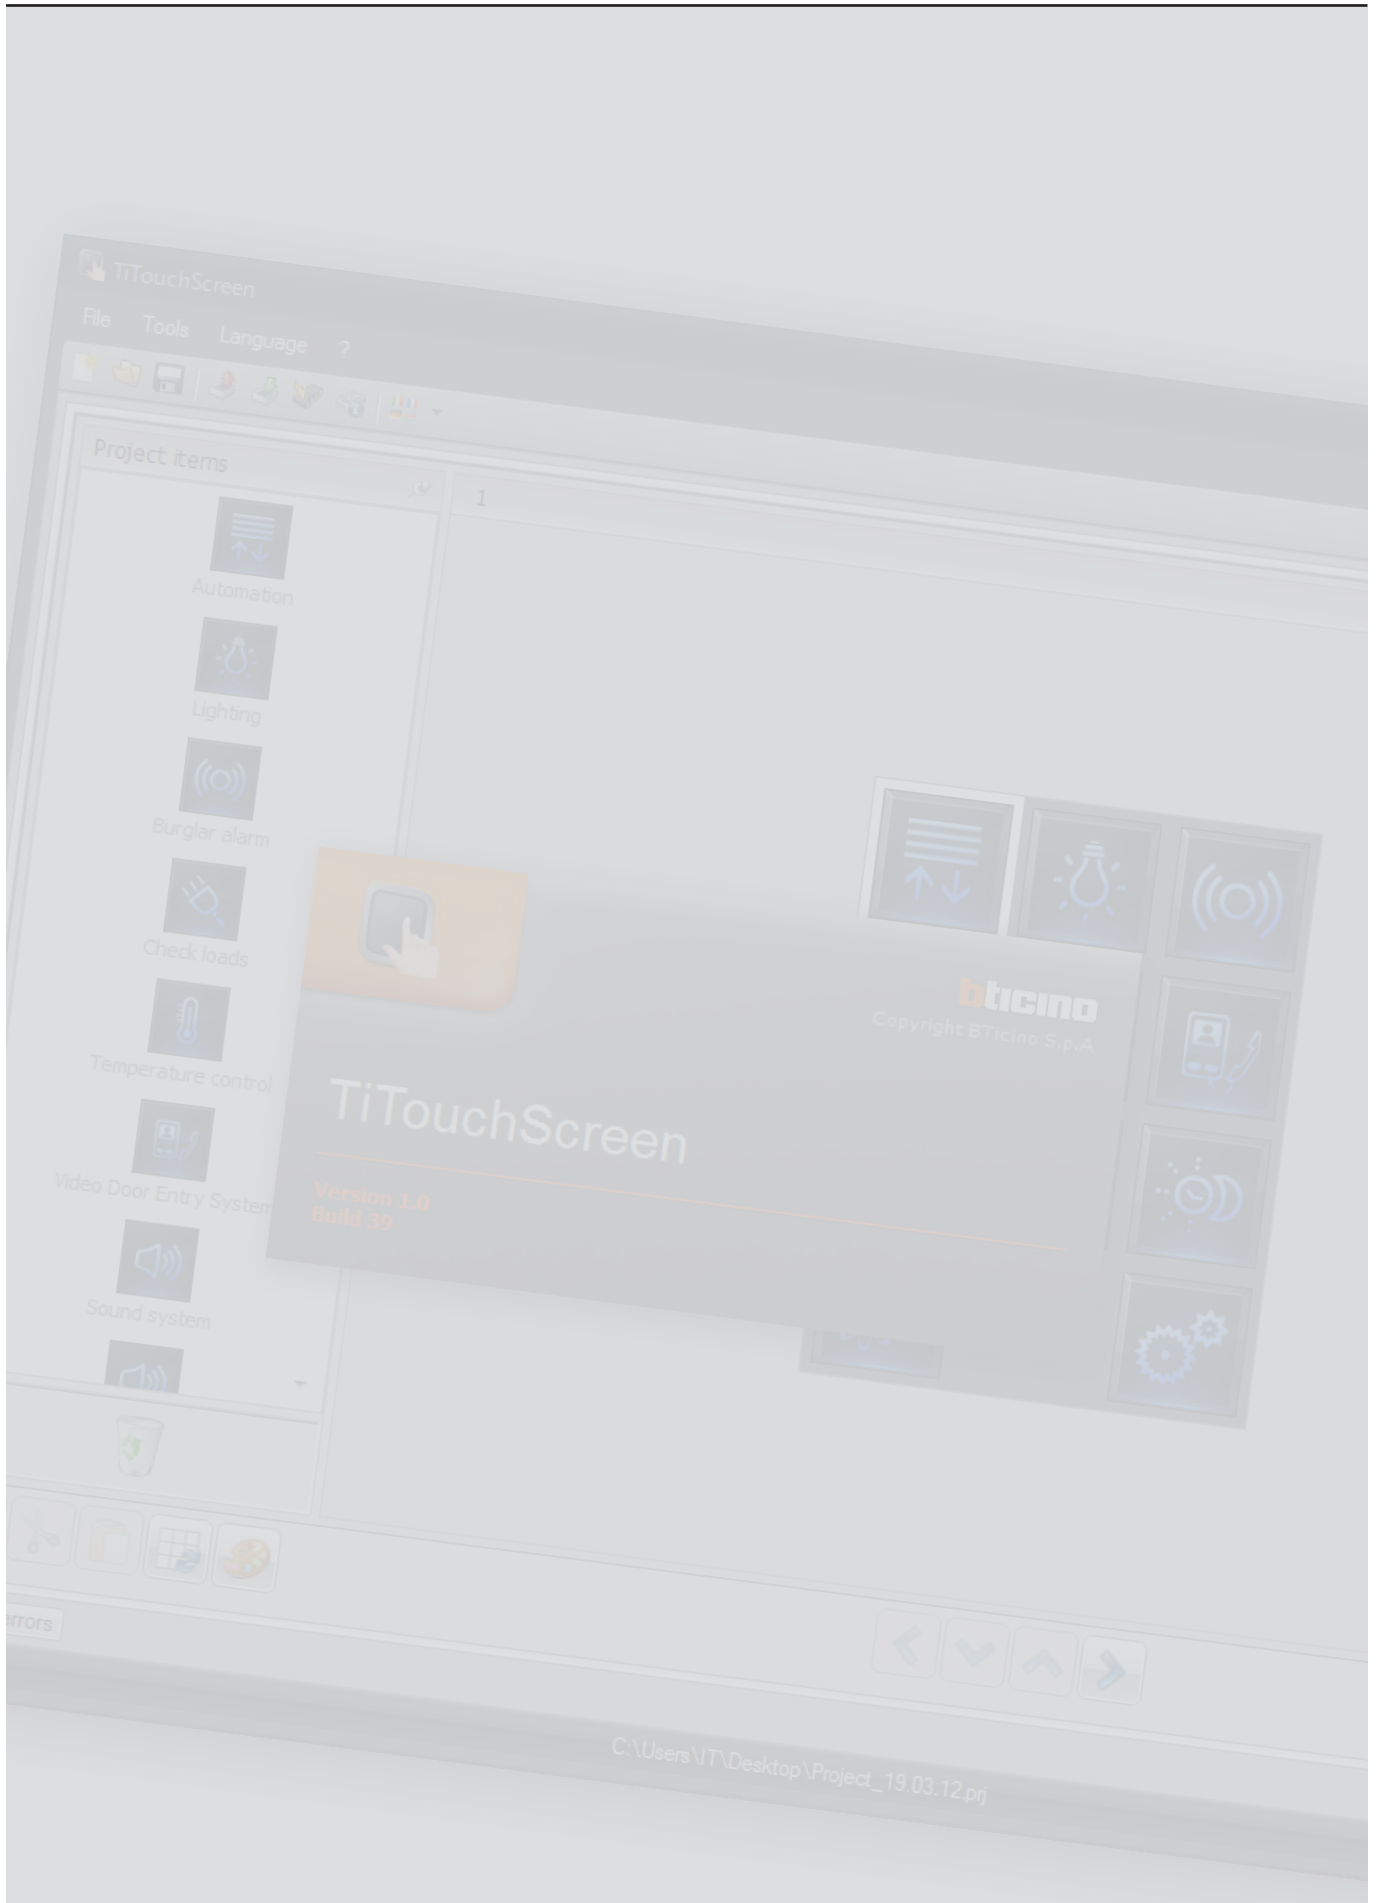 TiTouchScreen
File Tools Language ?
Project items
1
Automation
Lighting
Burglar alarm
Check loads
Temperature control
Video Door Entry System
Sound system
bticino
Copyright BTicino S.p.A
TiTouchScreen
Version 1.0
Build 39
errors
C:\Users\IT\Desktop\Project_19.03.12.prj